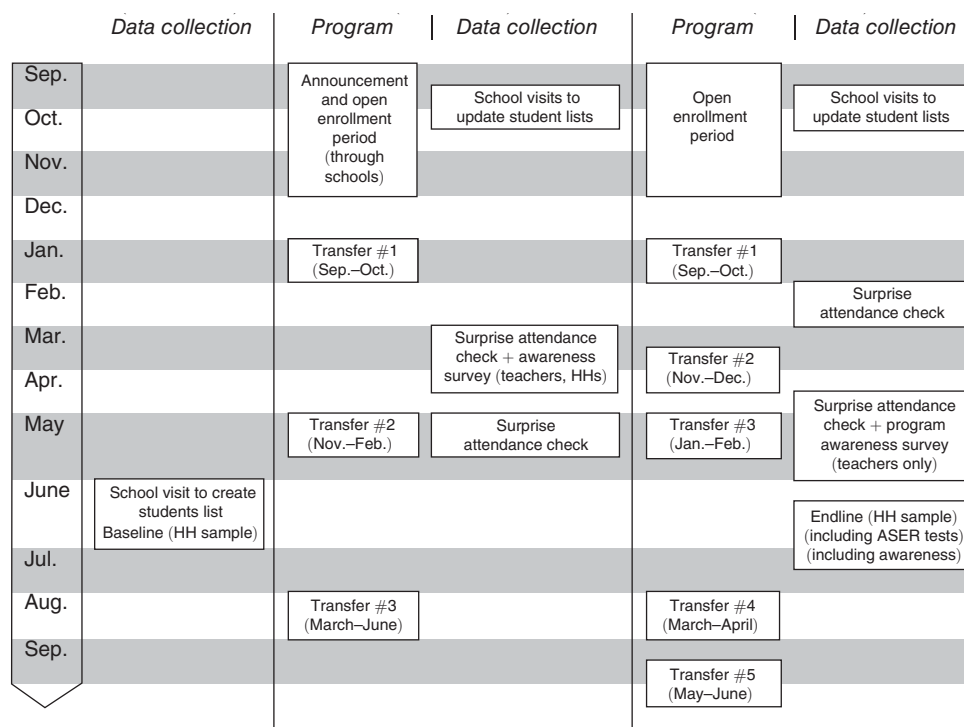 Data collection
Program
Data collection
Program
Data collection
Sep.
Oct.
Nov.
Dec.
Jan.
Feb.
Mar.
Apr.
May
June
Jul.
Aug.
Sep.
School visit to create
students list
Baseline (HH sample)
Announcement
and open
enrollment
period
(through
schools)
Transfer #1
(Sep.–Oct.)
Transfer #2
(Nov.–Feb.)
Transfer #3
(March–June)
School visits to
update student lists
Surprise attendance
check + awareness
survey (teachers, HHs)
Surprise
attendance check
Open
enrollment
period
Transfer #1
(Sep.–Oct.)
Transfer #2
(Nov.–Dec.)
Transfer #3
(Jan.–Feb.)
Transfer #4
(March–April)
Transfer #5
(May–June)
School visits to
update student lists
Surprise
attendance check
Surprise attendance
check + program
awareness survey
(teachers only)
Endline (HH sample)
(including ASER tests)
(including awareness)